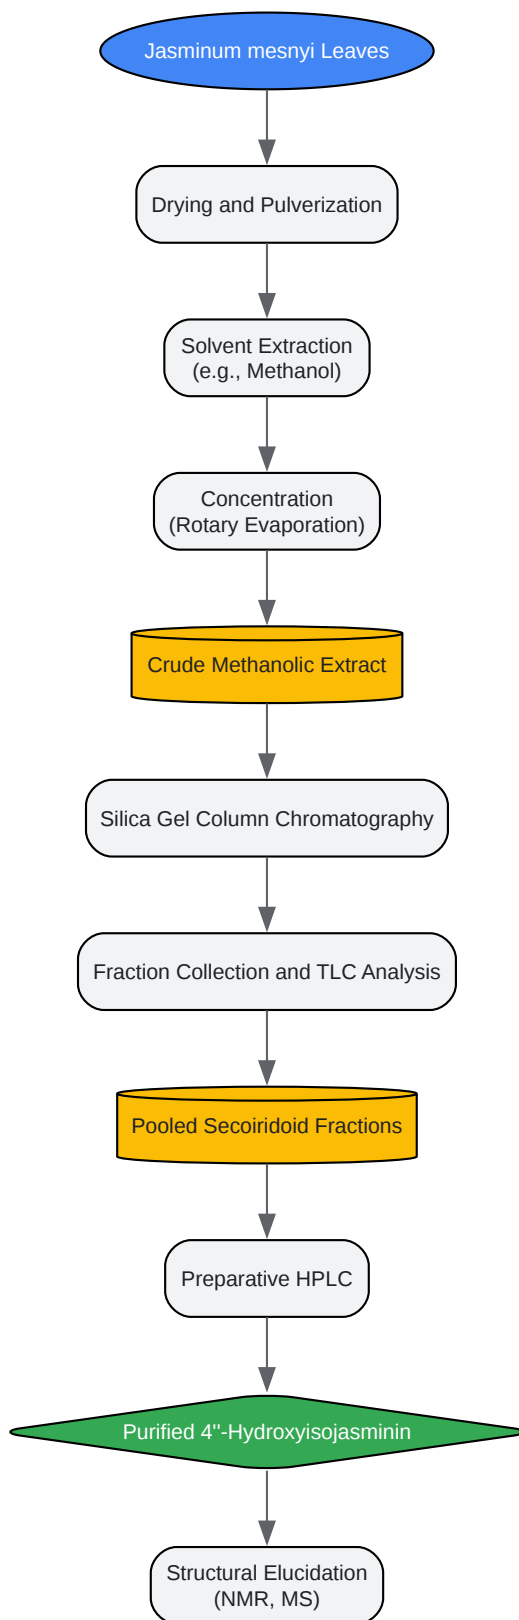 Jasminum mesnyi Leaves
Drying and Pulverization
Solvent Extraction
(e.g., Methanol)
Concentration
(Rotary Evaporation)
Crude Methanolic Extract
Silica Gel Column Chromatography
Fraction Collection and TLC Analysis
Pooled Secoiridoid Fractions
Preparative HPLC
Purified 4''-Hydroxyisojasminin
Structural Elucidation
(NMR, MS)